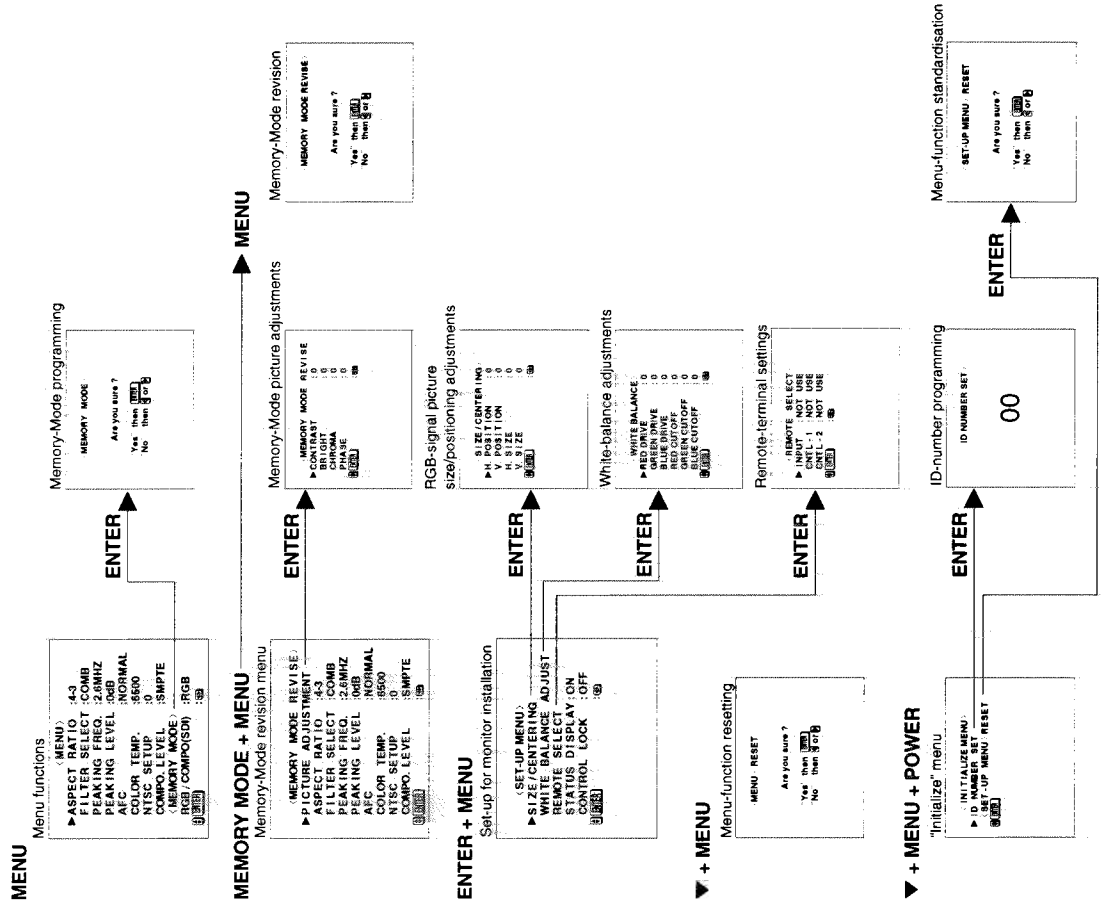 MENU
Menu functions
‹MENU›
▶ASPECT RATIO :4-3
FILTER SELECT :COMB
PEAKING FREQ. :2.6MHZ
PEAKING LEVEL :0dB
AFC :NORMAL
COLOR TEMP. :6500
NTSC SETUP :0
COMPO. LEVEL :SMPTE
‹MEMORY MODE›
RGB/COMPO(SDI) :RGB
ENTER
Memory-Mode programming
MEMORY MODE
Are you sure ?
Yes then
No then or
MEMORY MODE + MENU
MENU
Memory-Mode revision menu
‹MEMORY MODE REVISE›
▶PICTURE ADJUSTMENT
ASPECT RATIO :4-3
FILTER SELECT :COMB
PEAKING FREQ. :2.6MHZ
PEAKING LEVEL :0dB
AFC :NORMAL
COLOR TEMP. :6500
NTSC SETUP :0
COMPO. LEVEL :SMPTE
ENTER
Memory-Mode picture adjustments
MEMORY MODE REVISE
▶CONTRAST :0
BRIGHT :0
CHROMA :0
PHASE :0
Memory-Mode revision
MEMORY MODE REVISE
Are you sure ?
Yes then
No then or
ENTER + MENU
Set-up for monitor installation
‹SET-UP MENU›
▶SIZE/CENTERING
WHITE BALANCE ADJUST
REMOTE SELECT
STATUS DISPLAY :ON
CONTROL LOCK :OFF
ENTER
RGB-signal picture
size/positioning adjustments
SIZE/CENTERING
▶H. POSITION :0
V. POSITION :0
H. SIZE :0
V. SIZE :0
ENTER
White-balance adjustments
WHITE BALANCE
▶RED DRIVE :0
GREEN DRIVE :0
BLUE DRIVE :0
RED CUTOFF :0
GREEN CUTOFF :0
BLUE CUTOFF :0
ENTER
Remote-terminal settings
REMOTE SELECT
▶INPUT :NOT USE
CNTL-1 :NOT USE
CNTL-2 :NOT USE
▼ + MENU
Menu-function resetting
MENU RESET
Are you sure ?
Yes then
No then or
▼ + MENU + POWER
"Initialize" menu
INITIALIZE MENU
▶ID NUMBER SET
SET-UP MENU RESET
ENTER
ID-number programming
ID NUMBER SET
00
ENTER
Menu-function standardisation
SET-UP MENU RESET
Are you sure ?
Yes then
No then or